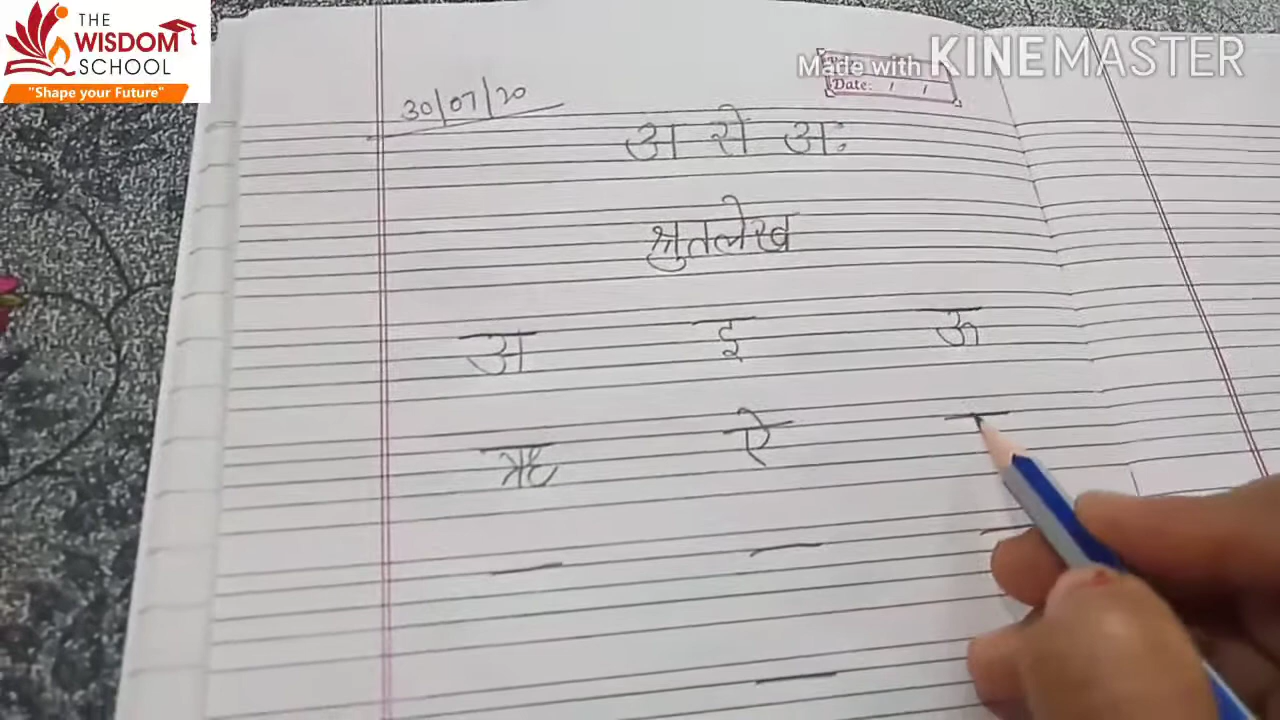 THE
WISDOM
SCHOOL
"Shape your Future"
Made with KINEMASTER
Date: / /
30/07/20
अ से अः
श्रुतलेख
अ इ ऊ
ऋ ऐ